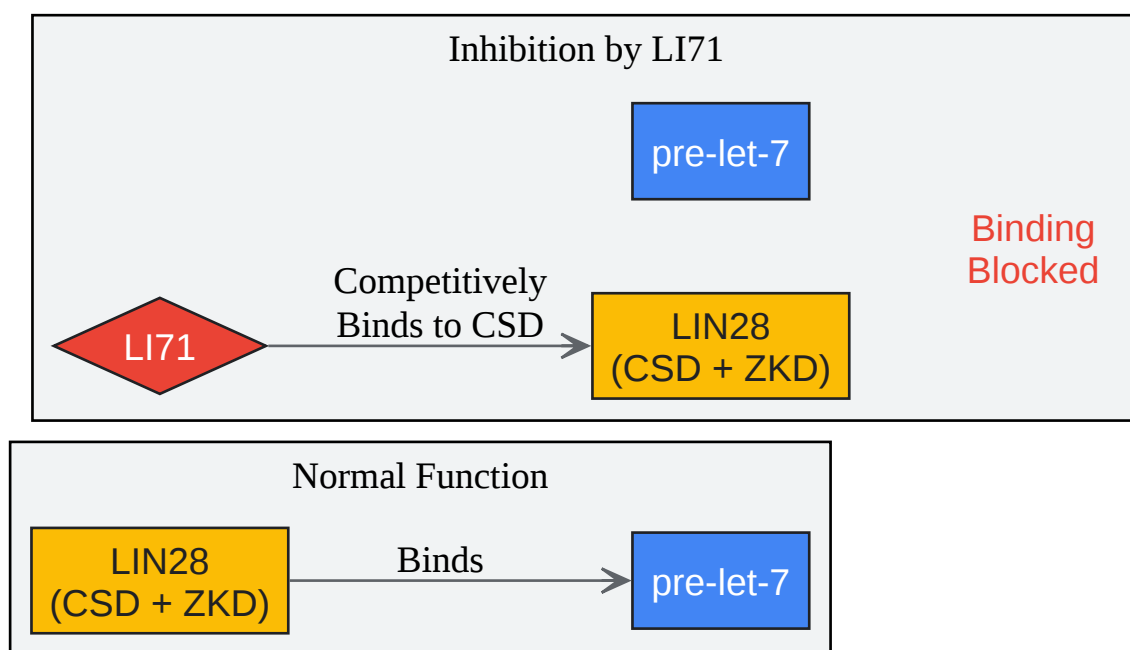 Inhibition by LI71
pre-let-7
Binding
Blocked
Competitively
Binds to CSD
LI71
LIN28
(CSD + ZKD)
Normal Function
LIN28
(CSD + ZKD)
Binds
pre-let-7